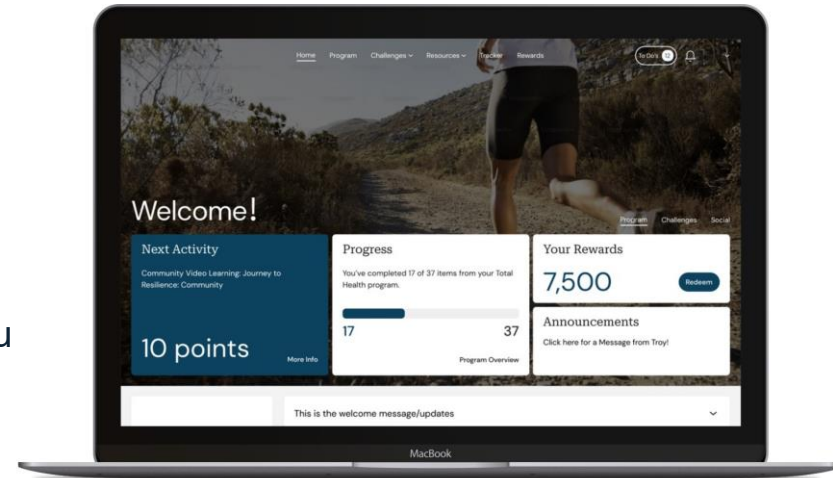 Home Program Challenges Resources Tracker Rewards To Do's 12
Welcome!
Program Challenges Social
Next Activity
Community Video Learning: Journey to
Resilience: Community
10 points
More Info
Progress
You've completed 17 of 37 items from your Total
Health program.
17 37
Program Overview
Your Rewards
7,500 Redeem
Announcements
Click here for a Message from Troy!
u
This is the welcome message/updates
MacBook